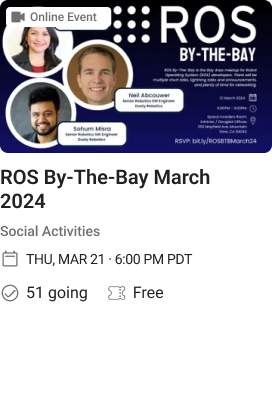 Online Event
ROS
BY-THE-BAY
ROS By-The-Bay is the Bay Area meetup for Robot
Operating System (ROS) developers. There will be
multiple short talks, lightning talks and announcements,
and plenty of time for networking.
Neil Abcouwer
Senior Robotics SW Engineer
Dusty Robotics
Sohum Misra
Senior Robotics SW Engineer
Dusty Robotics
21 March 2024
6:00PM - 9:00PM
Space Invaders Room
Intrinsic / Google X Offices
RSVP: bit.ly/ROSBTBMarch24
ROS By-The-Bay March
2024
Social Activities
THU, MAR 21 · 6:00 PM PDT
51 going
Free